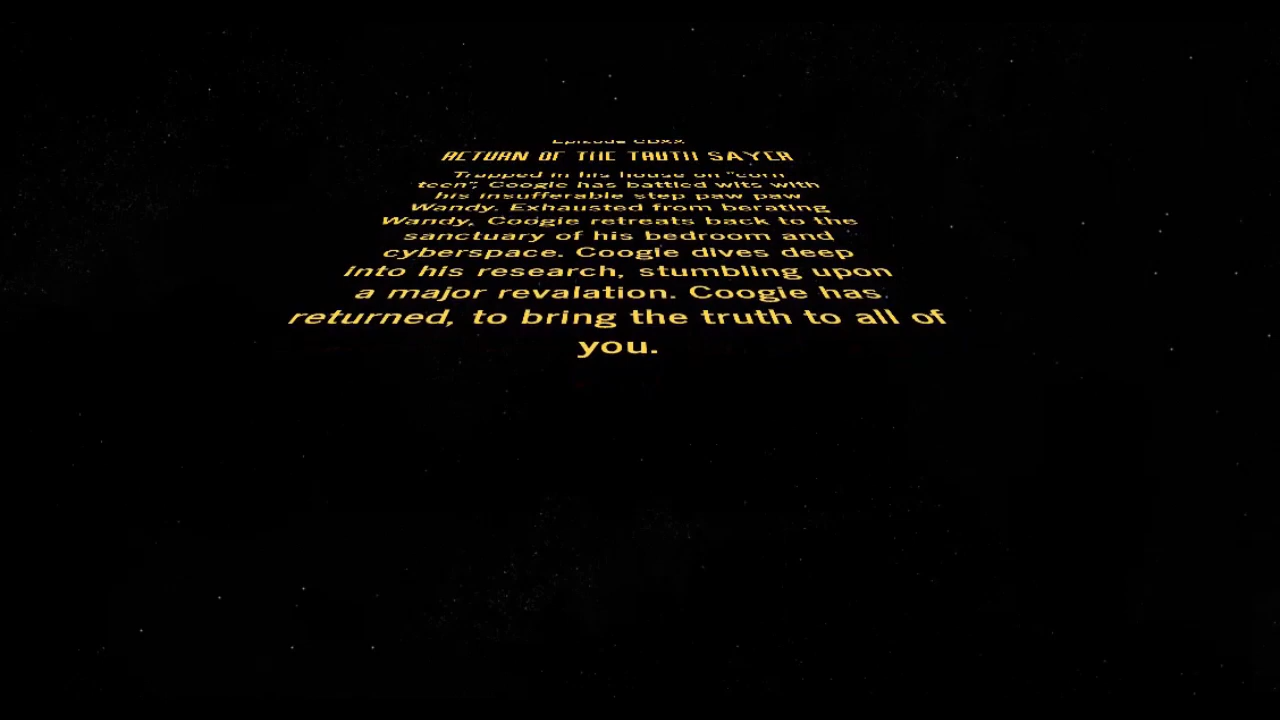 Episode CDXX
RETURN OF THE TRUTH SAYER
Trapped in his house on "corn
teen", Coogie has battled wits with
his insufferable step paw paw
Wandy. Exhausted from berating
Wandy, Coogie retreats back to the
sanctuary of his bedroom and
cyberspace. Coogie dives deep
into his research, stumbling upon
a major revalation. Coogie has
returned, to bring the truth to all of
you.